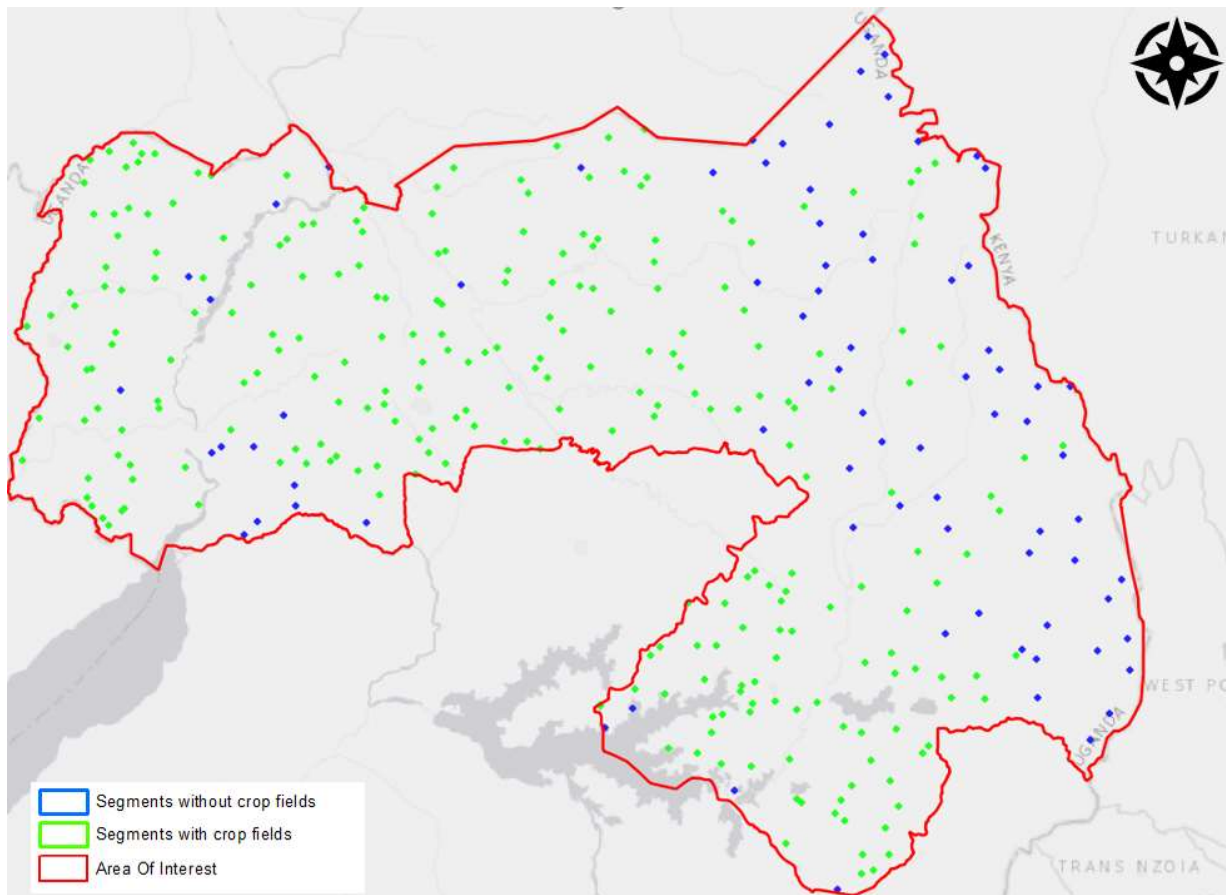 UGANDA
UGANDA
TURKAN
KENYA
WEST PO
UGANDA
TRANS NZOIA
Segments without crop fields
Segments with crop fields
Area Of Interest